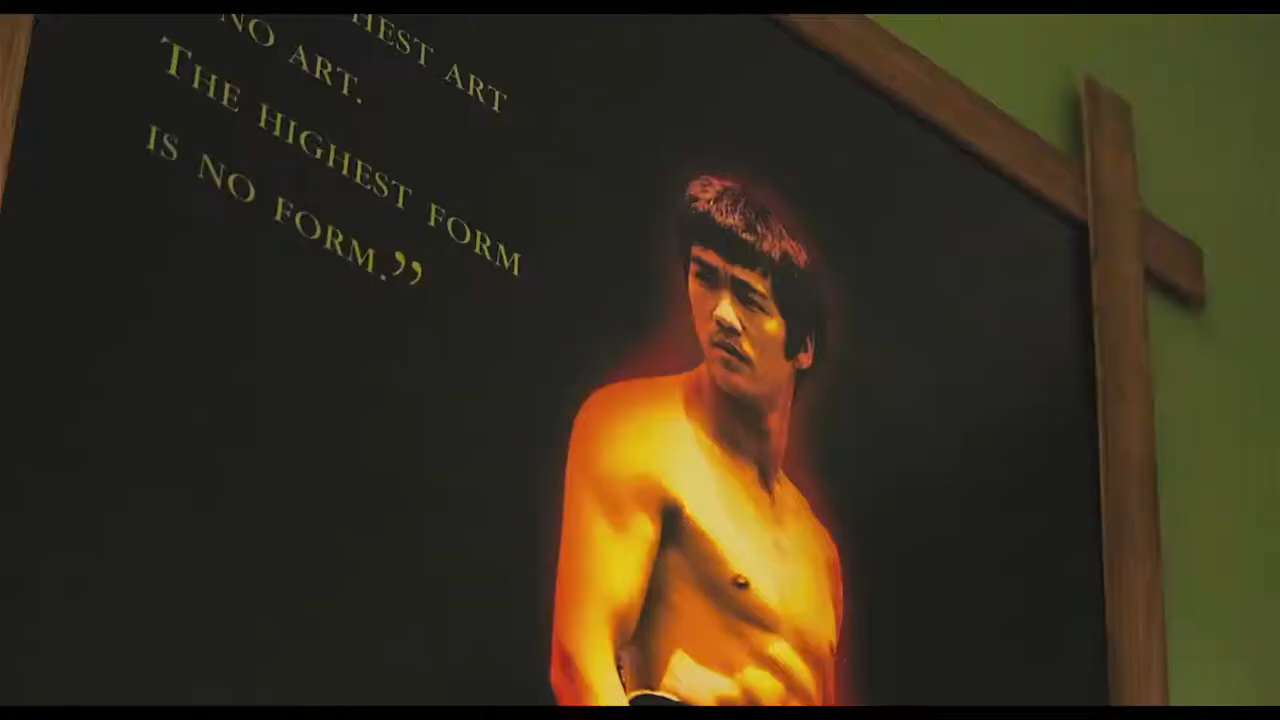 HEST ART
NO ART.
THE HIGHEST FORM
IS NO FORM.”